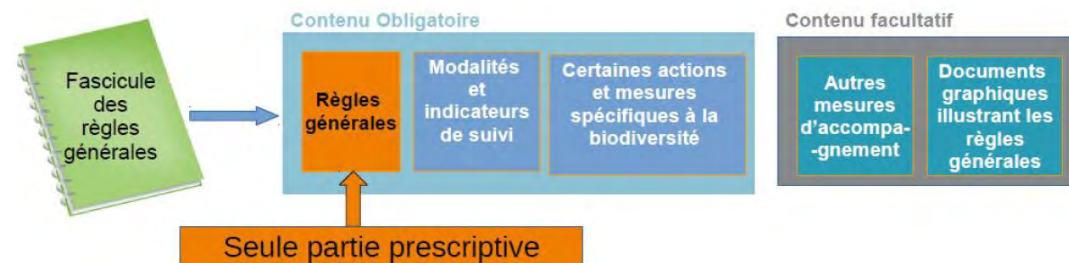 Fascicule
des
règles
générales
Contenu Obligatoire
Règles
générales
Modalités
et
indicateurs
de suivi
Certaines actions
et mesures
spécifiques à la
biodiversité
Seule partie prescriptive
Contenu facultatif
Autres
mesures
d'accompa-
-gnement
Documents
graphiques
illustrant les
règles
générales